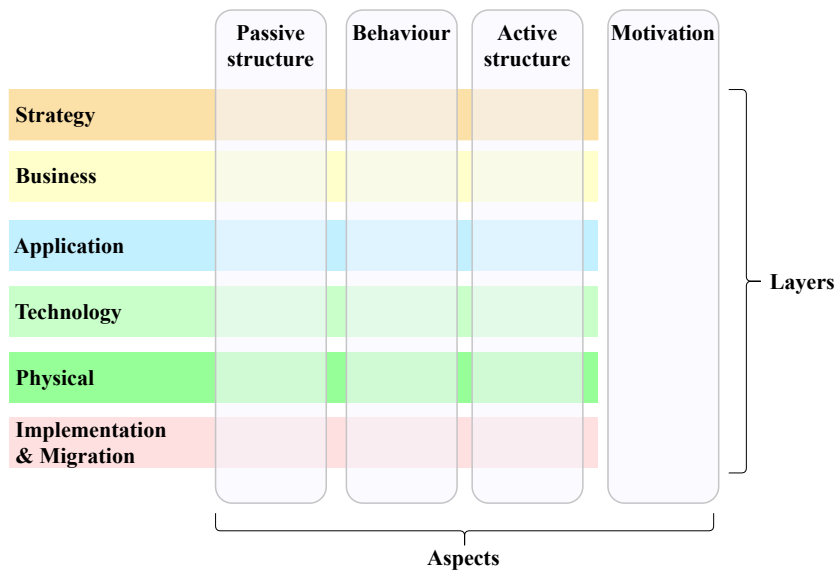 Passive
structure
Behaviour
Active
structure
Motivation
Strategy
Business
Application
Technology
Physical
Implementation
& Migration
Layers
Aspects